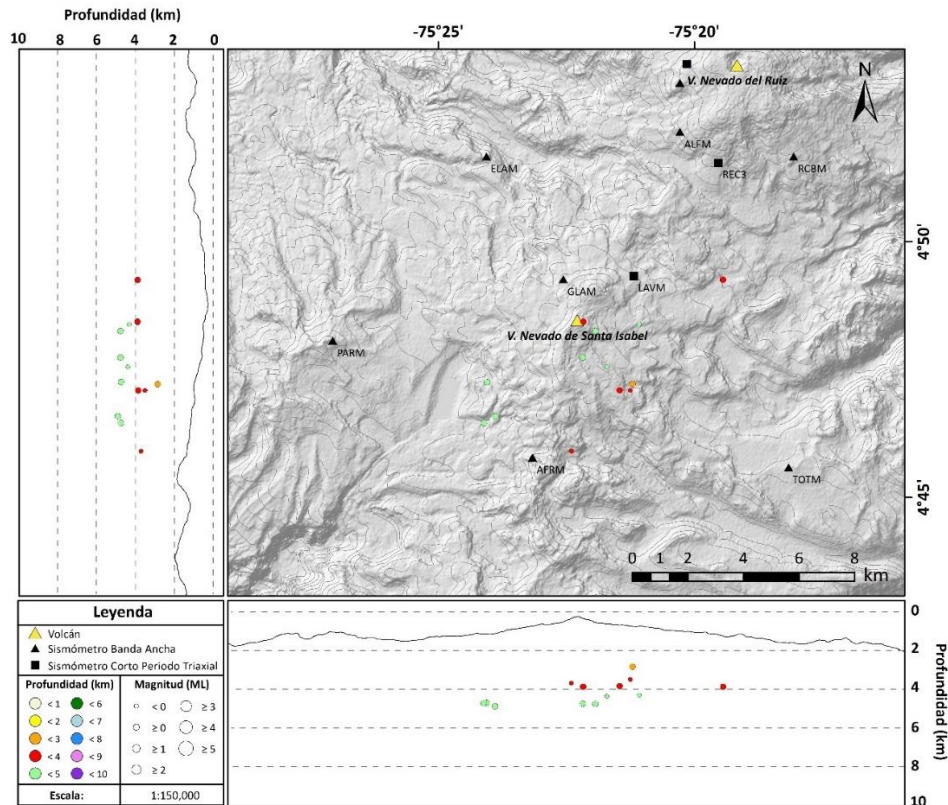 Profundidad (km)
10 8 6 4 2 0
-75°25'
-75°20'
N
V. Nevado del Ruiz
ALFM
ELAM
REC3
RCBM
4°50'
GLAM
LAVM
V. Nevado de Santa Isabel
PARM
AFRM
TOTM
4°45'
0 2 4 6 8
km
Leyenda
Volcán
Sismómetro Banda Ancha
Sismómetro Corto Periodo Triaxial
Profundidad (km)
Magnitud (ML)
< 1 < 6
< 2 < 7
< 3 < 8
< 4 < 9
< 5 < 10
< 0 ≥ 3
≥ 0 ≥ 4
≥ 1 ≥ 5
≥ 2
Escala: 1:150,000
0
2
4
6
8
10
Profundidad (km)